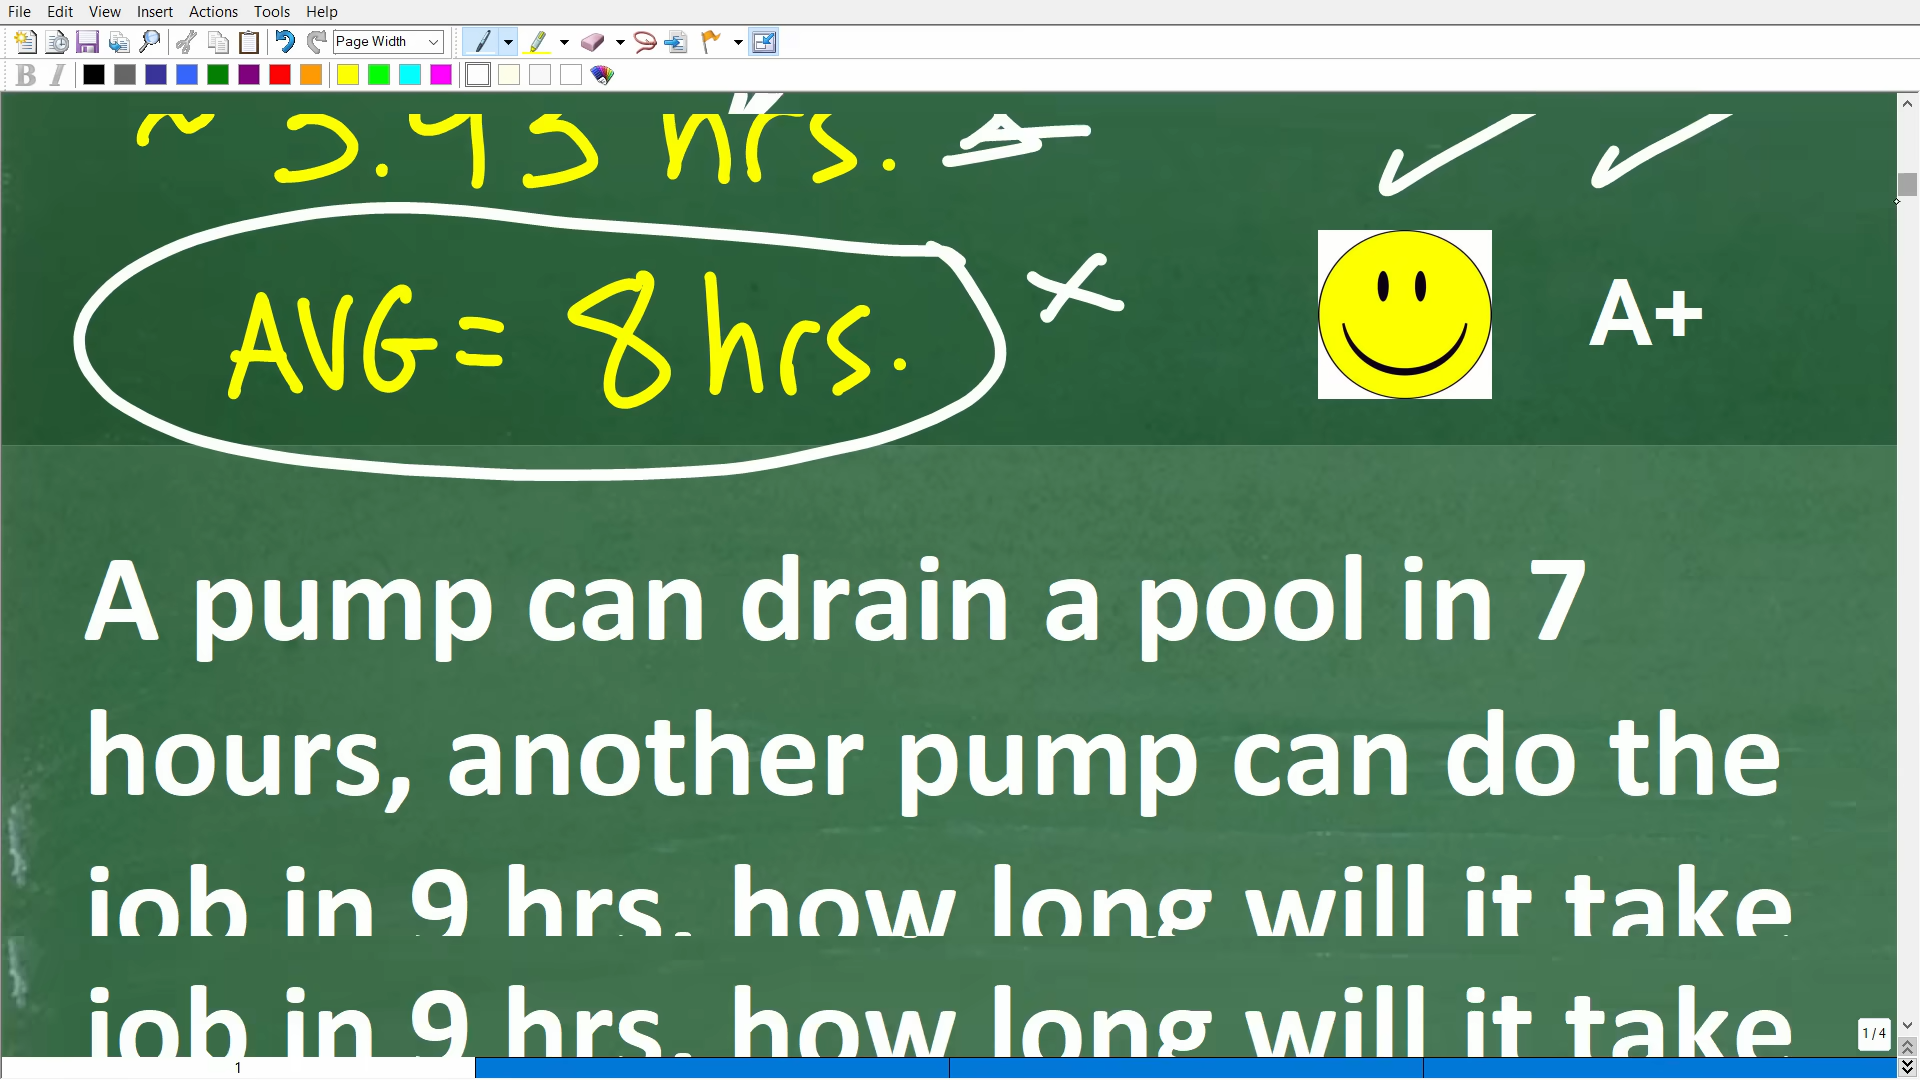 File Edit View Insert Actions Tools Help
Page Width
B I
hrs.
AVG = 8 hrs.
A+
A pump can drain a pool in 7
hours, another pump can do the
job in 9 hrs, how long will it take
job in 9 hrs, how long will it take
1 / 4
1